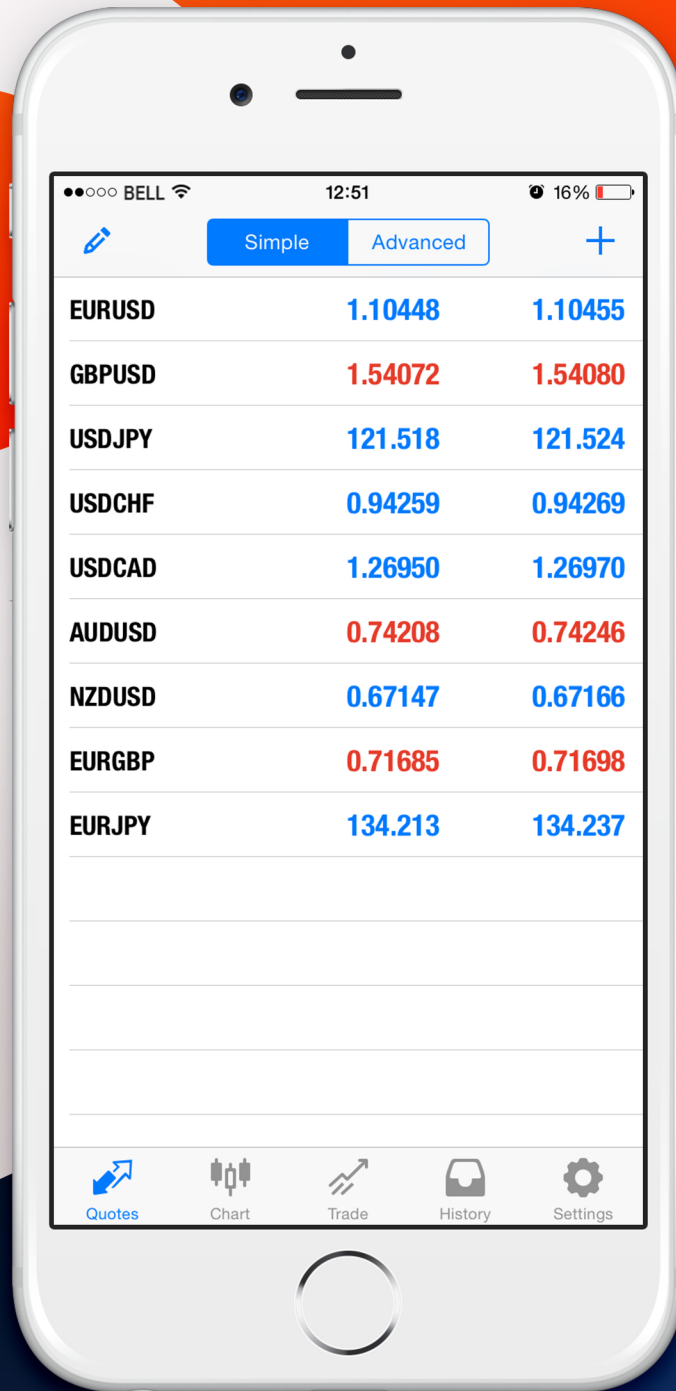 BELL 12:51 16%
Simple Advanced
EURUSD 1.10448 1.10455
GBPUSD 1.54072 1.54080
USDJPY 121.518 121.524
USDCHF 0.94259 0.94269
USDCAD 1.26950 1.26970
AUDUSD 0.74208 0.74246
NZDUSD 0.67147 0.67166
EURGBP 0.71685 0.71698
EURJPY 134.213 134.237
Quotes Chart Trade History Settings